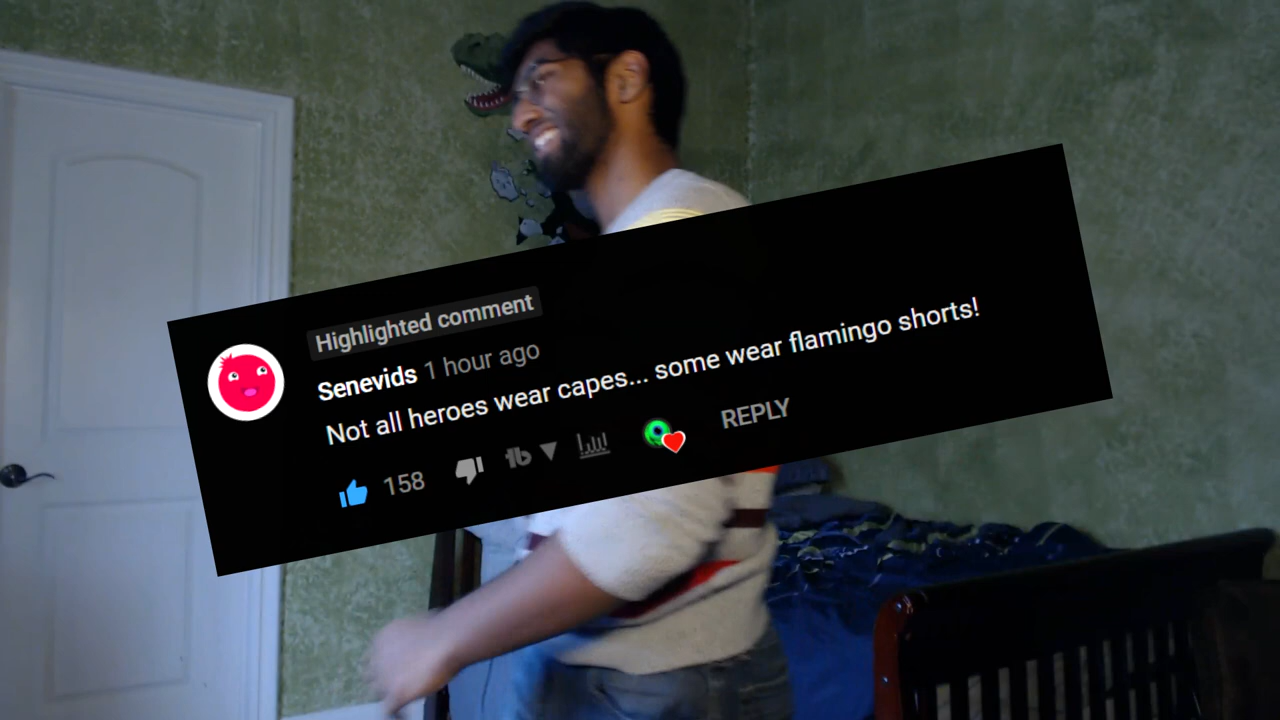 Highlighted comment
Senevids 1 hour ago
Not all heroes wear capes... some wear flamingo shorts!
158
REPLY